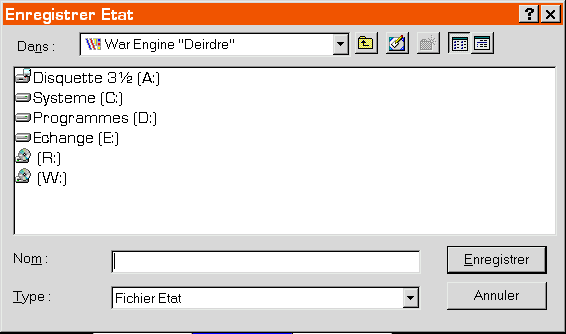 Enregistrer Etat
Dans :
War Engine "Deirdre"
Disquette 3½ (A:)
Systeme (C:)
Programmes (D:)
Echange (E:)
(R:)
(W:)
Nom :
Enregistrer
Type :
Fichier Etat
Annuler